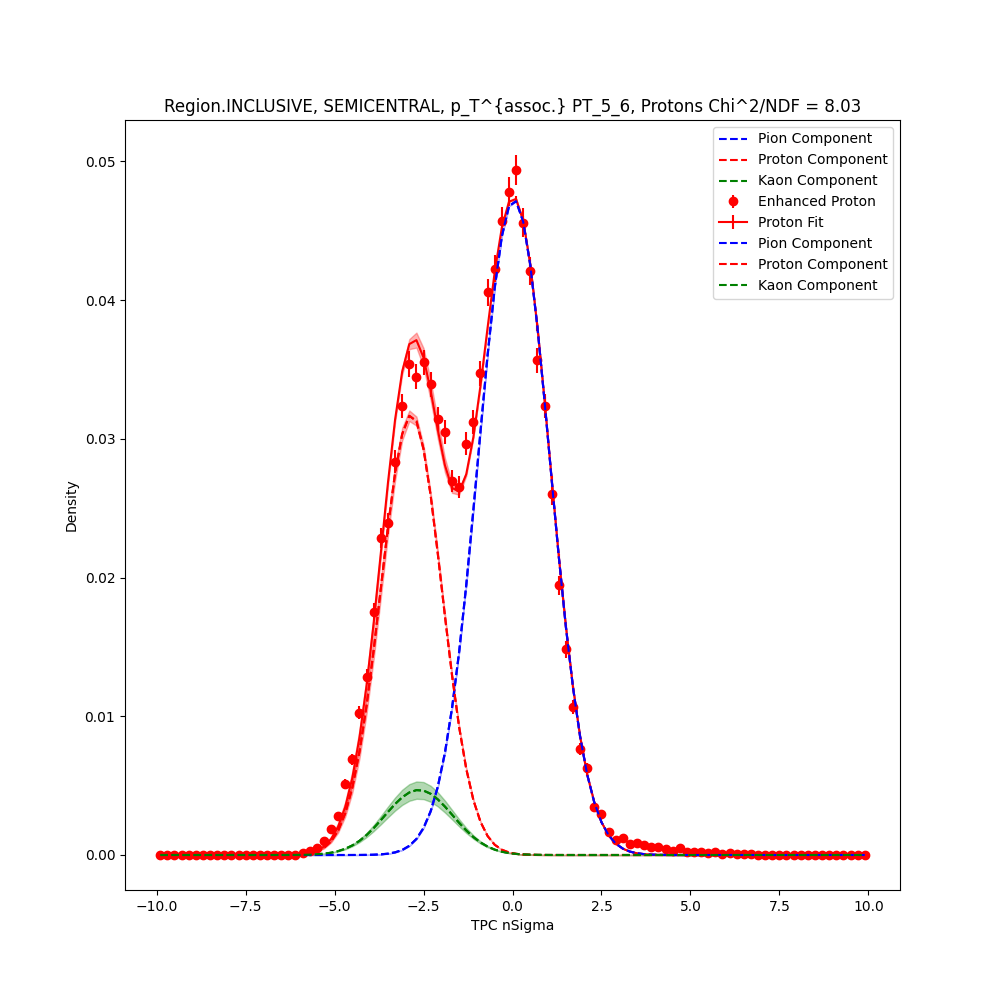 Region.INCLUSIVE, SEMICENTRAL, p_T^{assoc.} PT_5_6, Protons Chi^2/NDF = 8.03
Pion Component
Proton Component
Kaon Component
Enhanced Proton
Proton Fit
Pion Component
Proton Component
Kaon Component
0.05
0.04
0.03
0.02
0.01
0.00
Density
−10.0 −7.5 −5.0 −2.5 0.0 2.5 5.0 7.5 10.0
TPC nSigma